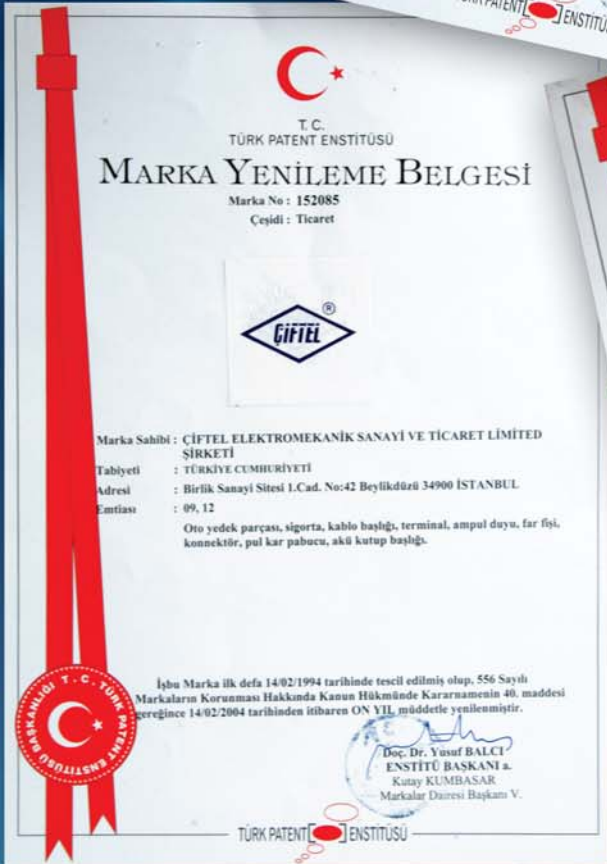 TÜRK PATENT ENSTİTÜSÜ
T.C.
TÜRK PATENT ENSTİTÜSÜ
MARKA YENİLEME BELGESİ
Marka No : 152085
Çeşidi : Ticaret
ÇİFTEL ®
Marka Sahibi : ÇİFTEL ELEKTROMEKANİK SANAYİ VE TİCARET LİMİTED
ŞİRKETİ
Tabiyeti : TÜRKİYE CUMHURİYETİ
Adresi : Birlik Sanayi Sitesi 1.Cad. No:42 Beylikdüzü 34900 İSTANBUL
Emtiası : 09, 12
Oto yedek parçası, sigorta, kablo başlığı, terminal, ampul duyu, far fişi,
konnektör, pul kar pabucu, akü kutup başlığı.
İşbu Marka ilk defa 14/02/1994 tarihinde tescil edilmiş olup, 556 Sayılı
Markaların Korunması Hakkında Kanun Hükmünde Kararnamenin 40. maddesi
gereğince 14/02/2004 tarihinden itibaren ON YIL müddetle yenilenmiştir.
T.C. TÜRK PATENT ENSTİTÜSÜ BAŞKANLIĞI
Doç. Dr. Yusuf BALCI
ENSTİTÜ BAŞKANI a.
Kutay KUMBASAR
Markalar Dairesi Başkanı V.
TÜRK PATENT ENSTİTÜSÜ